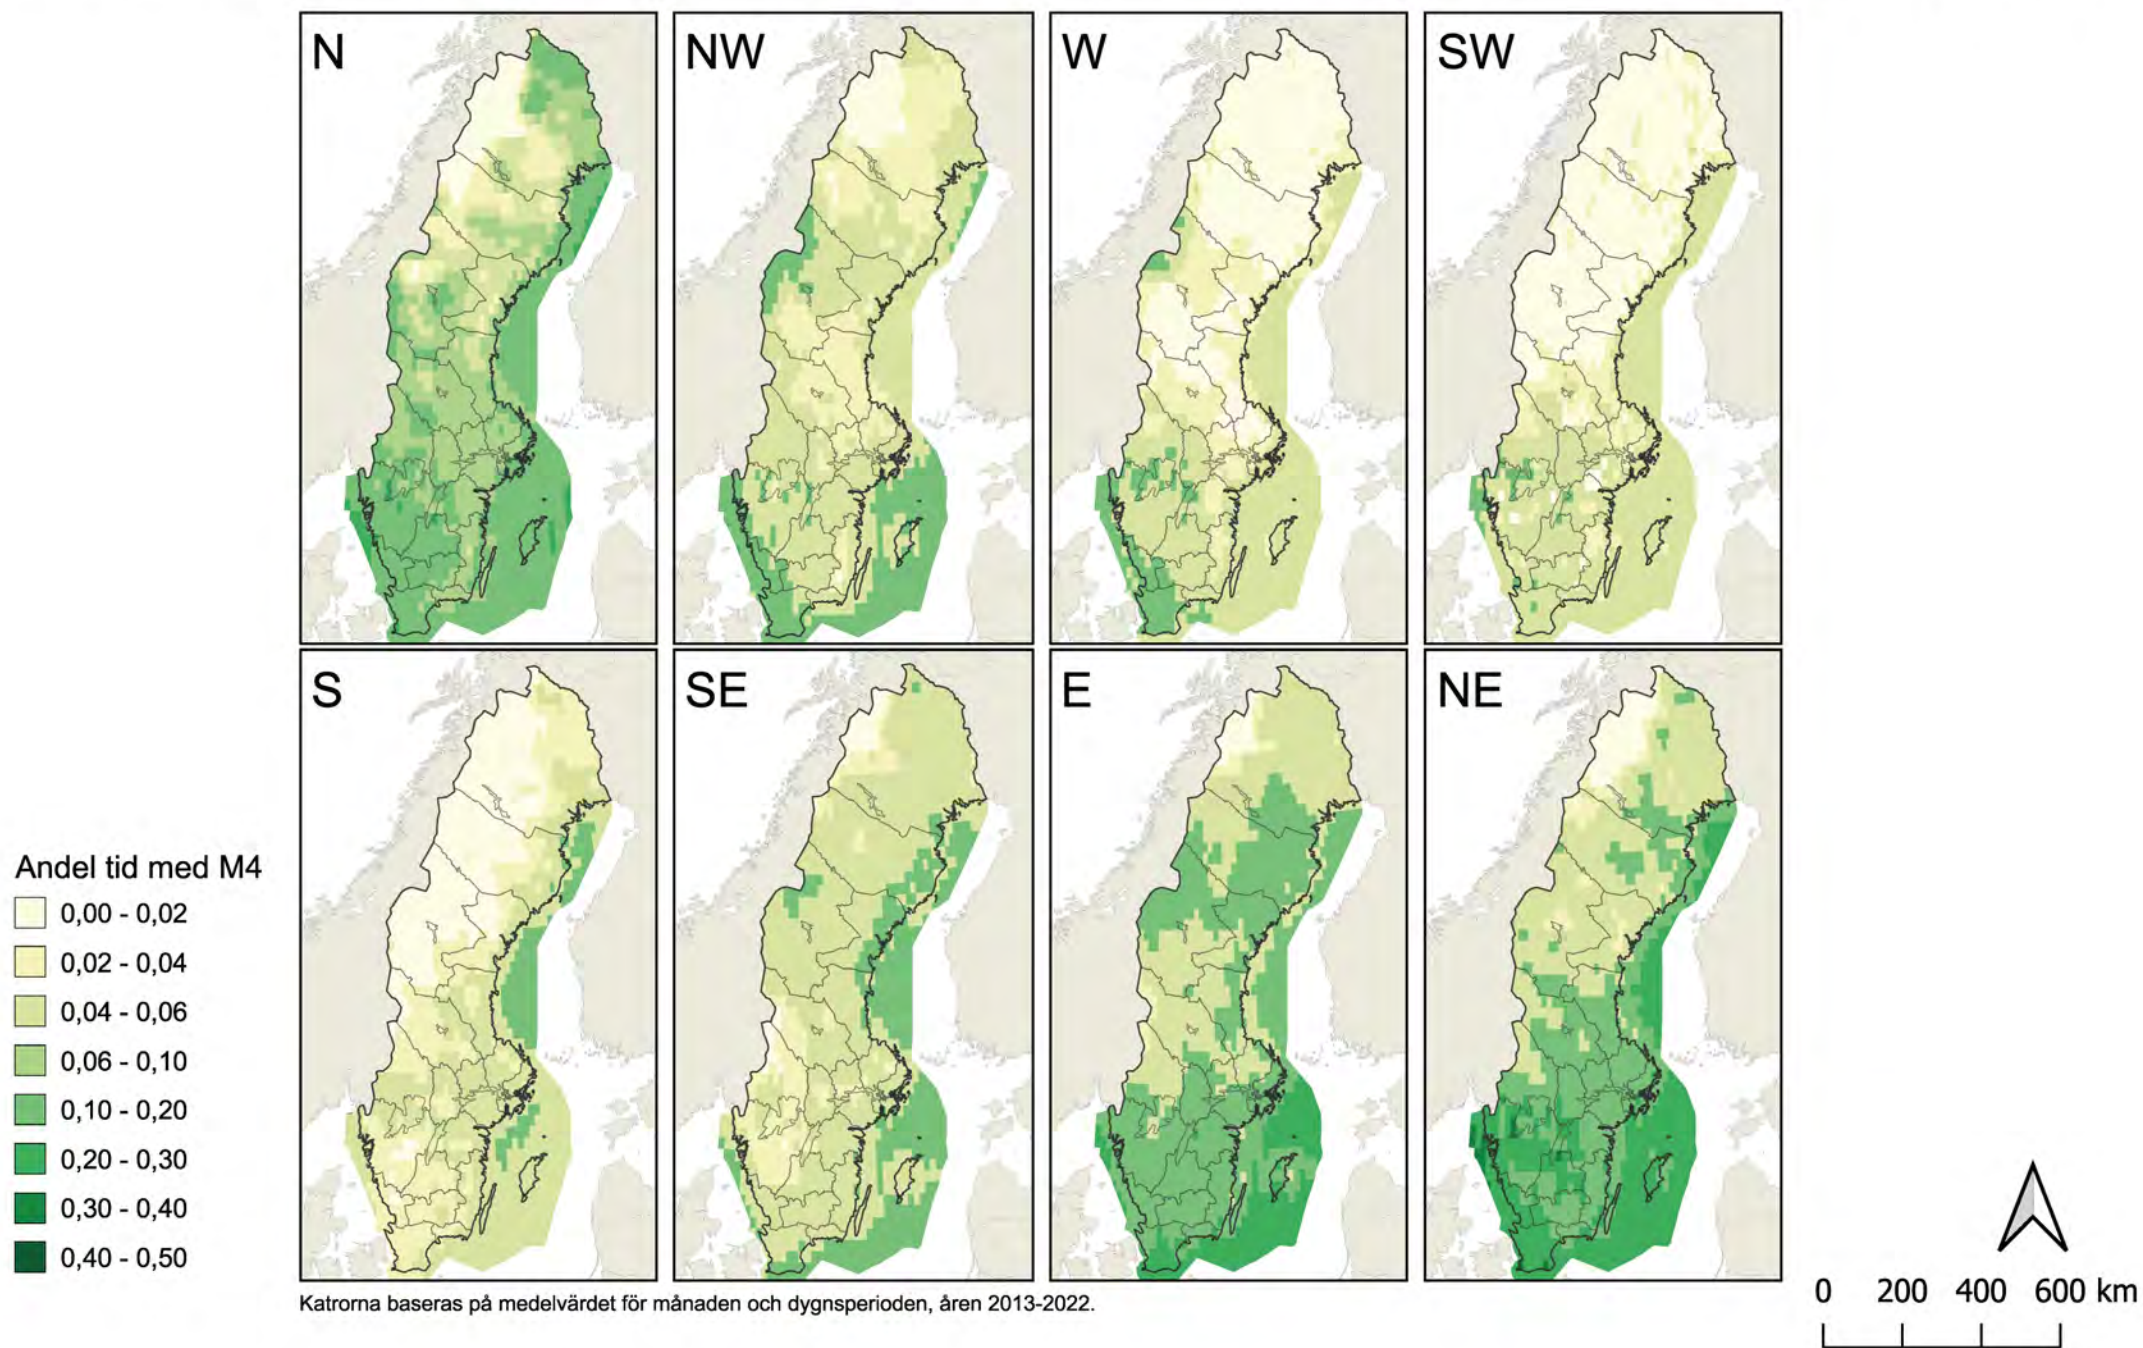 N
NW
W
SW
S
SE
E
NE
Andel tid med M4
0,00 - 0,02
0,02 - 0,04
0,04 - 0,06
0,06 - 0,10
0,10 - 0,20
0,20 - 0,30
0,30 - 0,40
0,40 - 0,50
Katrorna baseras på medelvärdet för månaden och dygnsperioden, åren 2013-2022.
0 200 400 600 km